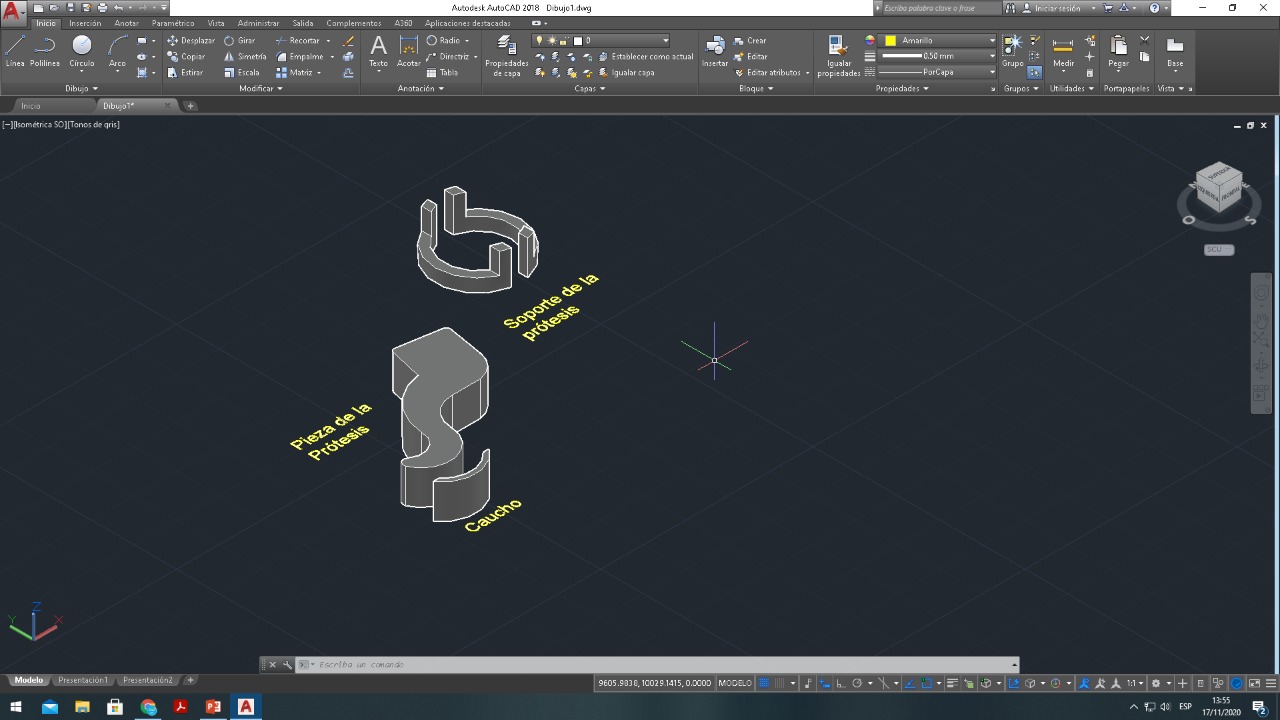 Autodesk AutoCAD 2018 Dibujo1.dwg
Escriba palabra clave o frase
Iniciar sesión
Inicio Inserción Anotar Paramétrico Vista Administrar Salida Complementos A360 Aplicaciones destacadas
Línea Polilínea Círculo Arco
Desplazar Girar Recortar
Copiar Simetría Empalme
Estirar Escala Matriz
Texto Acotar
Radio
Directriz
Tabla
Propiedades
de capa
0
Establecer como actual
Igualar capa
Insertar
Crear
Editar
Editar atributos
Igualar
propiedades
Amarillo
0.50 mm
PorCapa
Grupo
Medir
Pegar
Base
Dibujo Modificar Anotación Capas Bloque Propiedades Grupos Utilidades Portapapeles Vista
Inicio Dibujo1*
[−][Isométrica SO][Tonos de gris]
SUPERIOR
O S
SCU
Soporte de la
prótesis
Pieza de la
Prótesis
Caucho
Z
Y X
Escriba un comando
Modelo Presentación1 Presentación2
9605.9838, 10029.1415, 0.0000 MODELO
1:1
ESP
13:55
17/11/2020
2